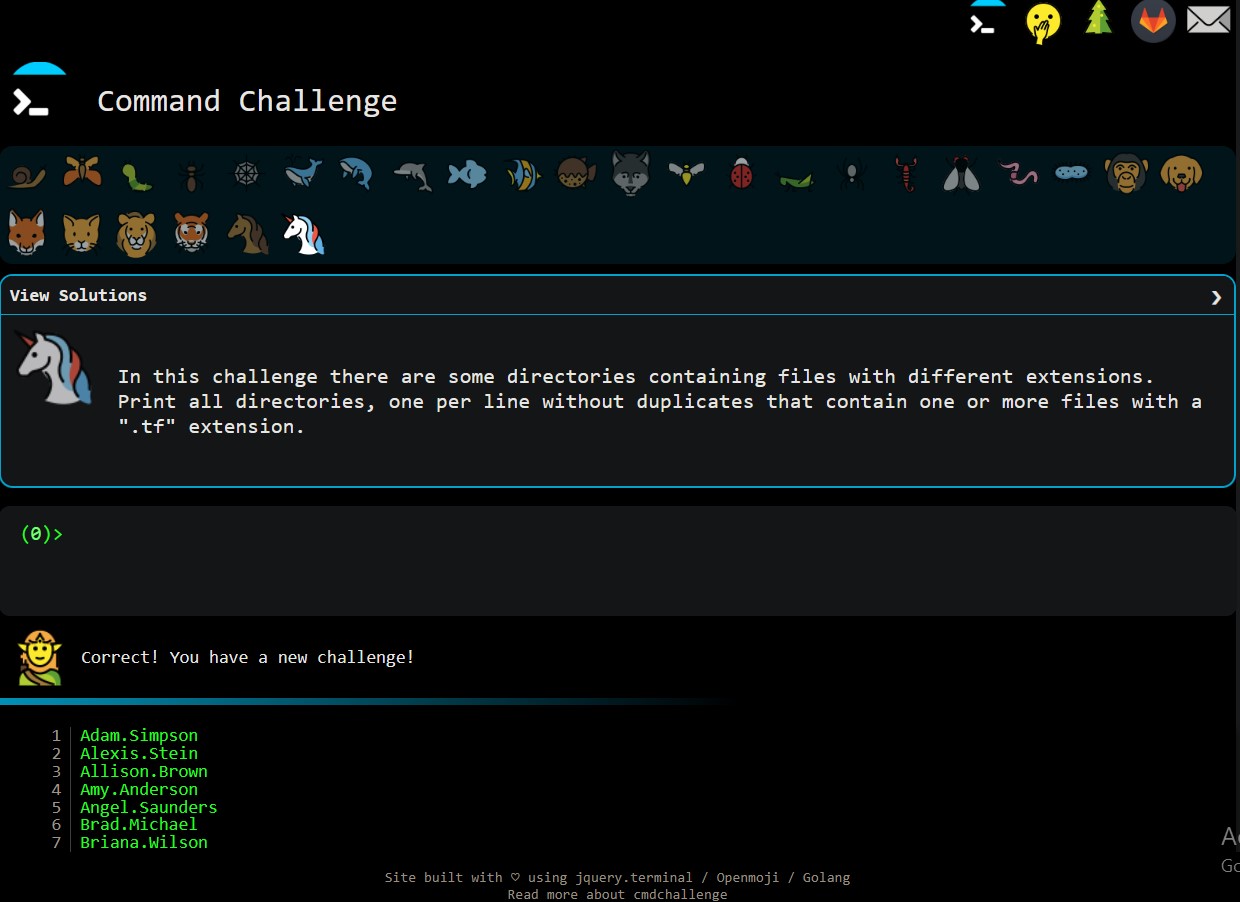 Command Challenge
View Solutions
In this challenge there are some directories containing files with different extensions.
Print all directories, one per line without duplicates that contain one or more files with a
".tf" extension.
(0)>
Correct! You have a new challenge!
1 Adam.Simpson
2 Alexis.Stein
3 Allison.Brown
4 Amy.Anderson
5 Angel.Saunders
6 Brad.Michael
7 Briana.Wilson
Site built with ♡ using jquery.terminal / Openmoji / Golang
Read more about cmdchallenge